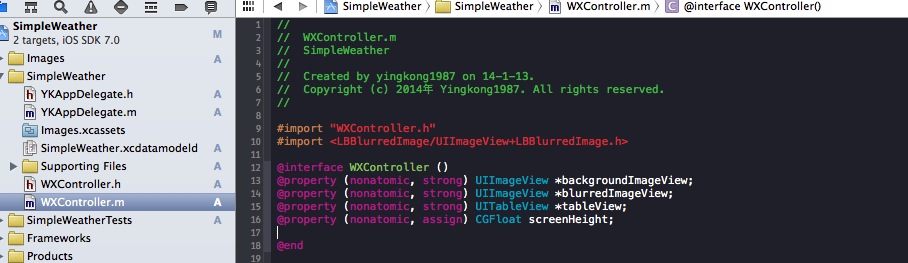 SimpleWeather
2 targets, iOS SDK 7.0
M
Images
SimpleWeather
A
YKAppDelegate.h
A
YKAppDelegate.m
A
Images.xcassets
SimpleWeather.xcdatamodeld
A
Supporting Files
WXController.h
A
WXController.m
A
SimpleWeatherTests
A
Frameworks
Products
SimpleWeather 〉 SimpleWeather 〉 WXController.m 〉 @interface WXController()
1 //
2 //  WXController.m
3 //  SimpleWeather
4 //
5 //  Created by yingkong1987 on 14-1-13.
6 //  Copyright (c) 2014年 Yingkong1987. All rights reserved.
7 //
8
9 #import "WXController.h"
10 #import <LBBlurredImage/UIImageView+LBBlurredImage.h>
11
12 @interface WXController ()
13 @property (nonatomic, strong) UIImageView *backgroundImageView;
14 @property (nonatomic, strong) UIImageView *blurredImageView;
15 @property (nonatomic, strong) UITableView *tableView;
16 @property (nonatomic, assign) CGFloat screenHeight;
17
18 @end
19